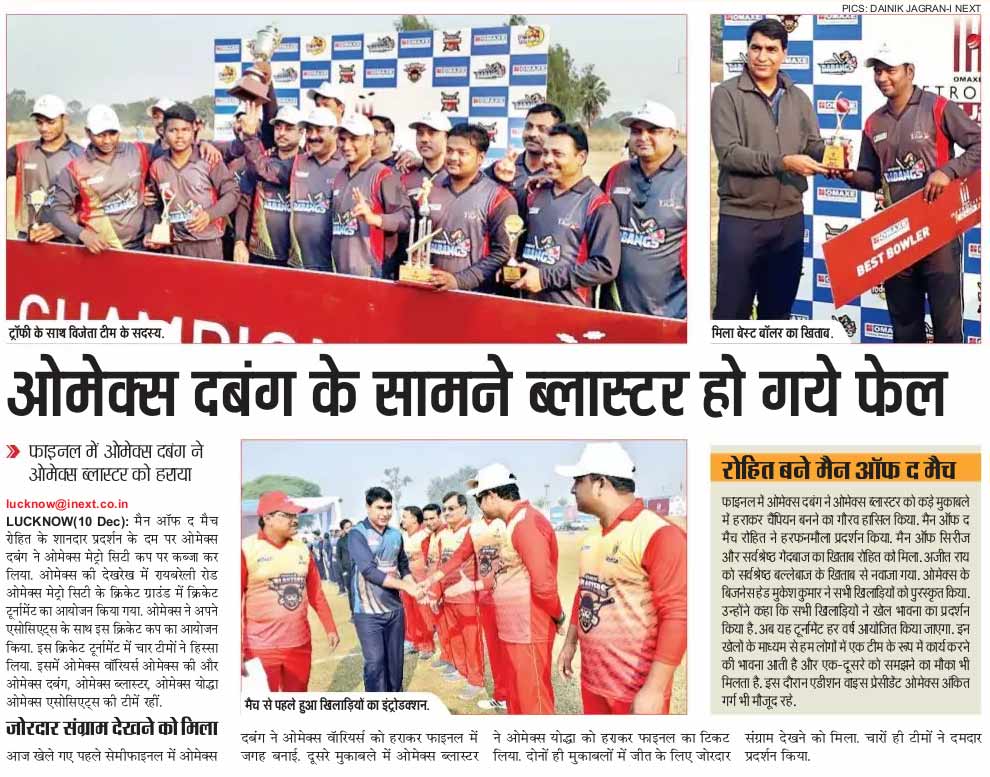 PICS: DAINIK JAGRAN-I NEXT
OMAXE
DABANGS
CHAMPION
ट्रॉफी के साथ विजेता टीम के सदस्य.
OMAXE
OMAXE
BEST BOWLER
मिला बेस्ट बॉलर का खिताब.
ओमेक्स दबंग के सामने ब्लास्टर हो गये फेल
फाइनल में ओमेक्स दबंग ने
ओमेक्स ब्लास्टर को हराया
lucknow@inext.co.in
LUCKNOW(10 Dec): मैन ऑफ द मैच
रोहित के शानदार प्रदर्शन के दम पर ओमेक्स
दबंग ने ओमेक्स मेट्रो सिटी कप पर कब्जा कर
लिया. ओमेक्स की देखरेख में रायबरेली रोड
ओमेक्स मेट्रो सिटी के क्रिकेट ग्राउंड में क्रिकेट
टूर्नामेंट का आयोजन किया गया. ओमेक्स ने अपने
एसोसिएट्स के साथ इस क्रिकेट कप का आयोजन
किया. इस क्रिकेट टूर्नामेंट में चार टीमों ने हिस्सा
लिया. इसमें ओमेक्स वॉरियर्स ओमेक्स की और
ओमेक्स दबंग, ओमेक्स ब्लास्टर, ओमेक्स योद्धा
ओमेक्स एसोसिएट्स की टीमें रहीं.
जोरदार संग्राम देखने को मिला
आज खेले गए पहले सेमीफाइनल में ओमेक्स
मैच से पहले हुआ खिलाड़ियों का इंट्रोडक्शन.
दबंग ने ओमेक्स वॉरियर्स को हराकर फाइनल में
जगह बनाई. दूसरे मुकाबले में ओमेक्स ब्लास्टर
ने ओमेक्स योद्धा को हराकर फाइनल का टिकट
लिया. दोनों ही मुकाबलों में जीत के लिए जोरदार
संग्राम देखने को मिला. चारों ही टीमों ने दमदार
प्रदर्शन किया.
रोहित बने मैन ऑफ द मैच
फाइनल में ओमेक्स दबंग ने ओमेक्स ब्लास्टर को कड़े मुकाबले
में हराकर चैंपियन बनने का गौरव हासिल किया. मैन ऑफ द
मैच रोहित ने हरफनमौला प्रदर्शन किया. मैन ऑफ सिरीज
और सर्वश्रेष्ठ गेंदबाज का खिताब रोहित को मिला. अजीत राय
को सर्वश्रेष्ठ बल्लेबाज के खिताब से नवाजा गया. ओमेक्स के
बिजनेस हेड मुकेश कुमार ने सभी खिलाड़ियों को पुरस्कृत किया.
उन्होंने कहा कि सभी खिलाड़ियों ने खेल भावना का प्रदर्शन
किया है. अब यह टूर्नामेंट हर वर्ष आयोजित किया जाएगा. इन
खेलों के माध्यम से हम लोगों में एक टीम के रूप में कार्य करने
की भावना आती है और एक-दूसरे को समझने का मौका भी
मिलता है. इस दौरान एडीशन वाइस प्रेसीडेंट ओमेक्स अंकित
गर्ग भी मौजूद रहे.